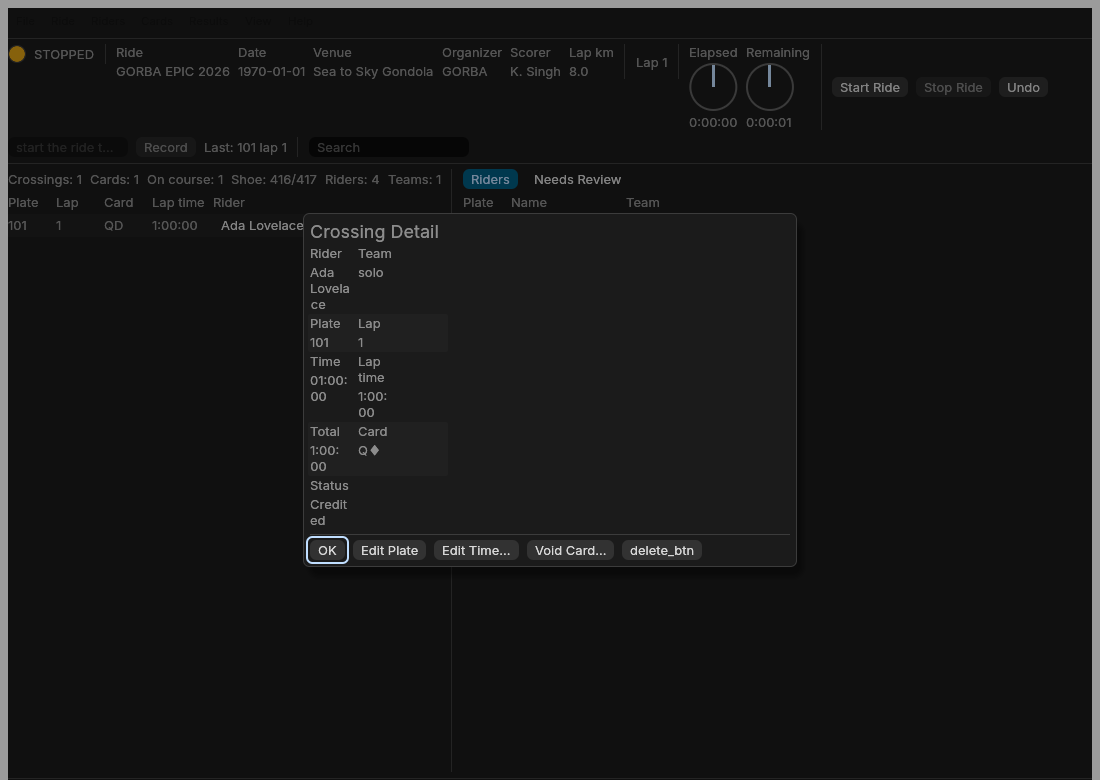 STOPPED
Ride Date Venue Organizer Scorer Lap km
GORBA EPIC 2026 1970-01-01 Sea to Sky Gondola GORBA K. Singh 8.0
Lap 1
Elapsed Remaining
0:00:00 0:00:01
Start Ride Stop Ride Undo
start the ride t... Record Last: 101 lap 1 Search
Crossings: 1 Cards: 1 On course: 1 Shoe: 416/417 Riders: 4 Teams: 1
Plate Lap Card Lap time Rider
101 1 QD 1:00:00 Ada Lovelace
Riders Needs Review
Plate Name Team
Crossing Detail
Rider Team
Ada solo
Lovela
ce
Plate Lap
101 1
Time Lap
time
01:00: 1:00:
00 00
Total Card
1:00: Q♦
00
Status
Credit
ed
OK Edit Plate Edit Time... Void Card... delete_btn